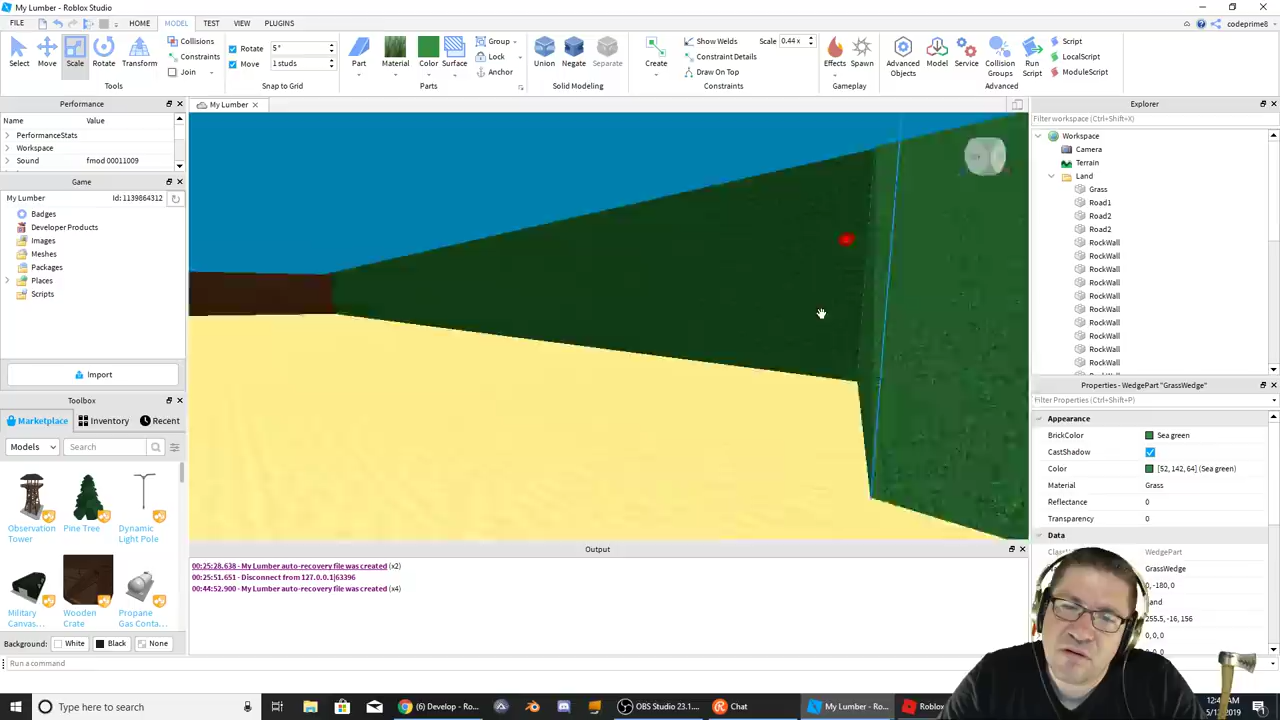 My Lumber - Roblox Studio
FILE HOME MODEL TEST VIEW PLUGINS codeprime8
Select Move Scale Rotate Transform
Collisions
Constraints
Join
Rotate 5°
Move 1 studs
Part Material Color Surface
Group
Lock
Anchor
Union Negate Separate
Create
Show Welds Scale 0.44 x
Constraint Details
Draw On Top
Effects Spawn
Advanced Objects Model Service Collision Groups Run Script
Script
LocalScript
ModuleScript
Tools Snap to Grid Parts Solid Modeling Constraints Gameplay Advanced
Performance
Name Value
PerformanceStats
Workspace
Sound fmod 00011009
Game
My Lumber Id: 1139864312
Badges
Developer Products
Images
Meshes
Packages
Places
Scripts
Import
Toolbox
Marketplace Inventory Recent
Models Search
Observation Tower
Pine Tree
Dynamic Light Pole
Military Canvas...
Wooden Crate
Propane Gas Conta...
Background: White Black None
Run a command
My Lumber
Output
00:25:28.638 - My Lumber auto-recovery file was created (x2)
00:25:51.651 - Disconnect from 127.0.0.1|63396
00:44:52.900 - My Lumber auto-recovery file was created (x4)
Explorer
Filter workspace (Ctrl+Shift+X)
Workspace
Camera
Terrain
Land
Grass
Road1
Road2
Road2
RockWall
RockWall
RockWall
RockWall
RockWall
RockWall
RockWall
RockWall
RockWall
RockWall
Properties - WedgePart "GrassWedge"
Filter Properties (Ctrl+Shift+P)
Appearance
BrickColor Sea green
CastShadow
Color [52, 142, 64] (Sea green)
Material Grass
Reflectance 0
Transparency 0
Data
WedgePart
GrassWedge
0, -180, 0
255.5, -16, 156
0, 0, 0
Type here to search
(6) Develop - Ro...
OBS Studio 23.1....
Chat
My Lumber - Ro...
Roblox